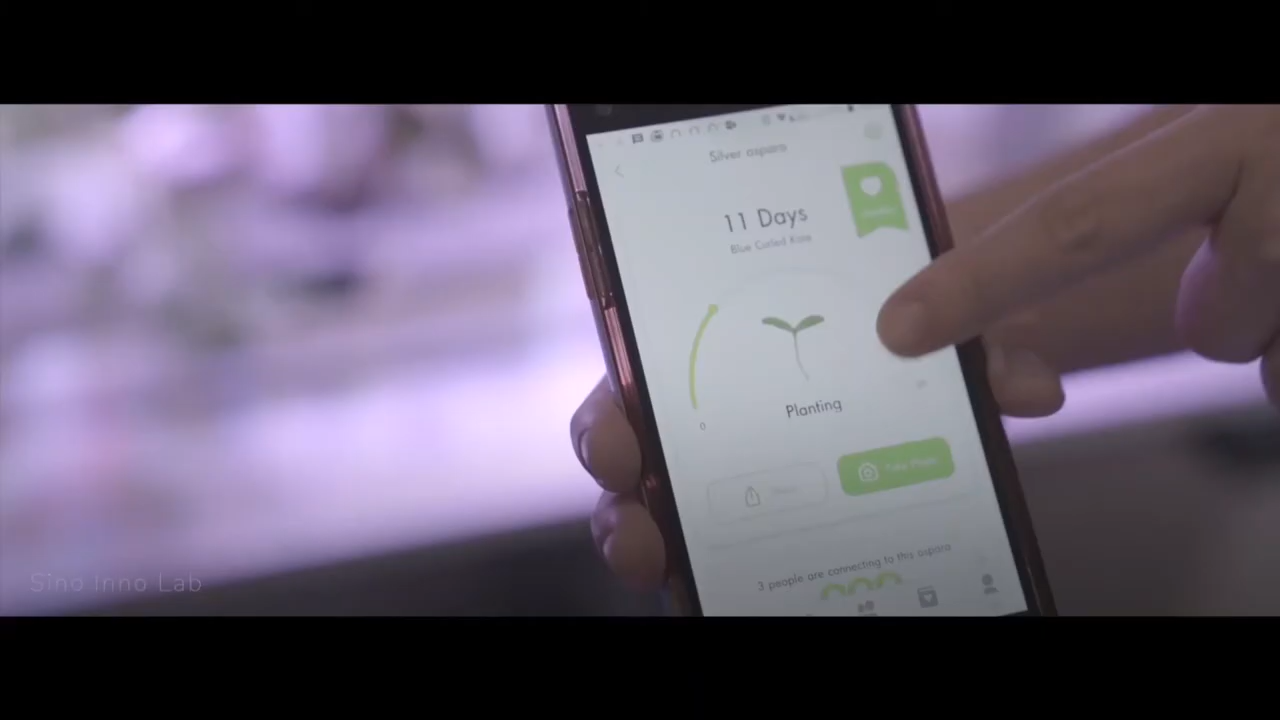 Silver aspara
11 Days
Blue Curled Kale
0
Planting
3 people are connecting to this aspara
Sino Inno Lab